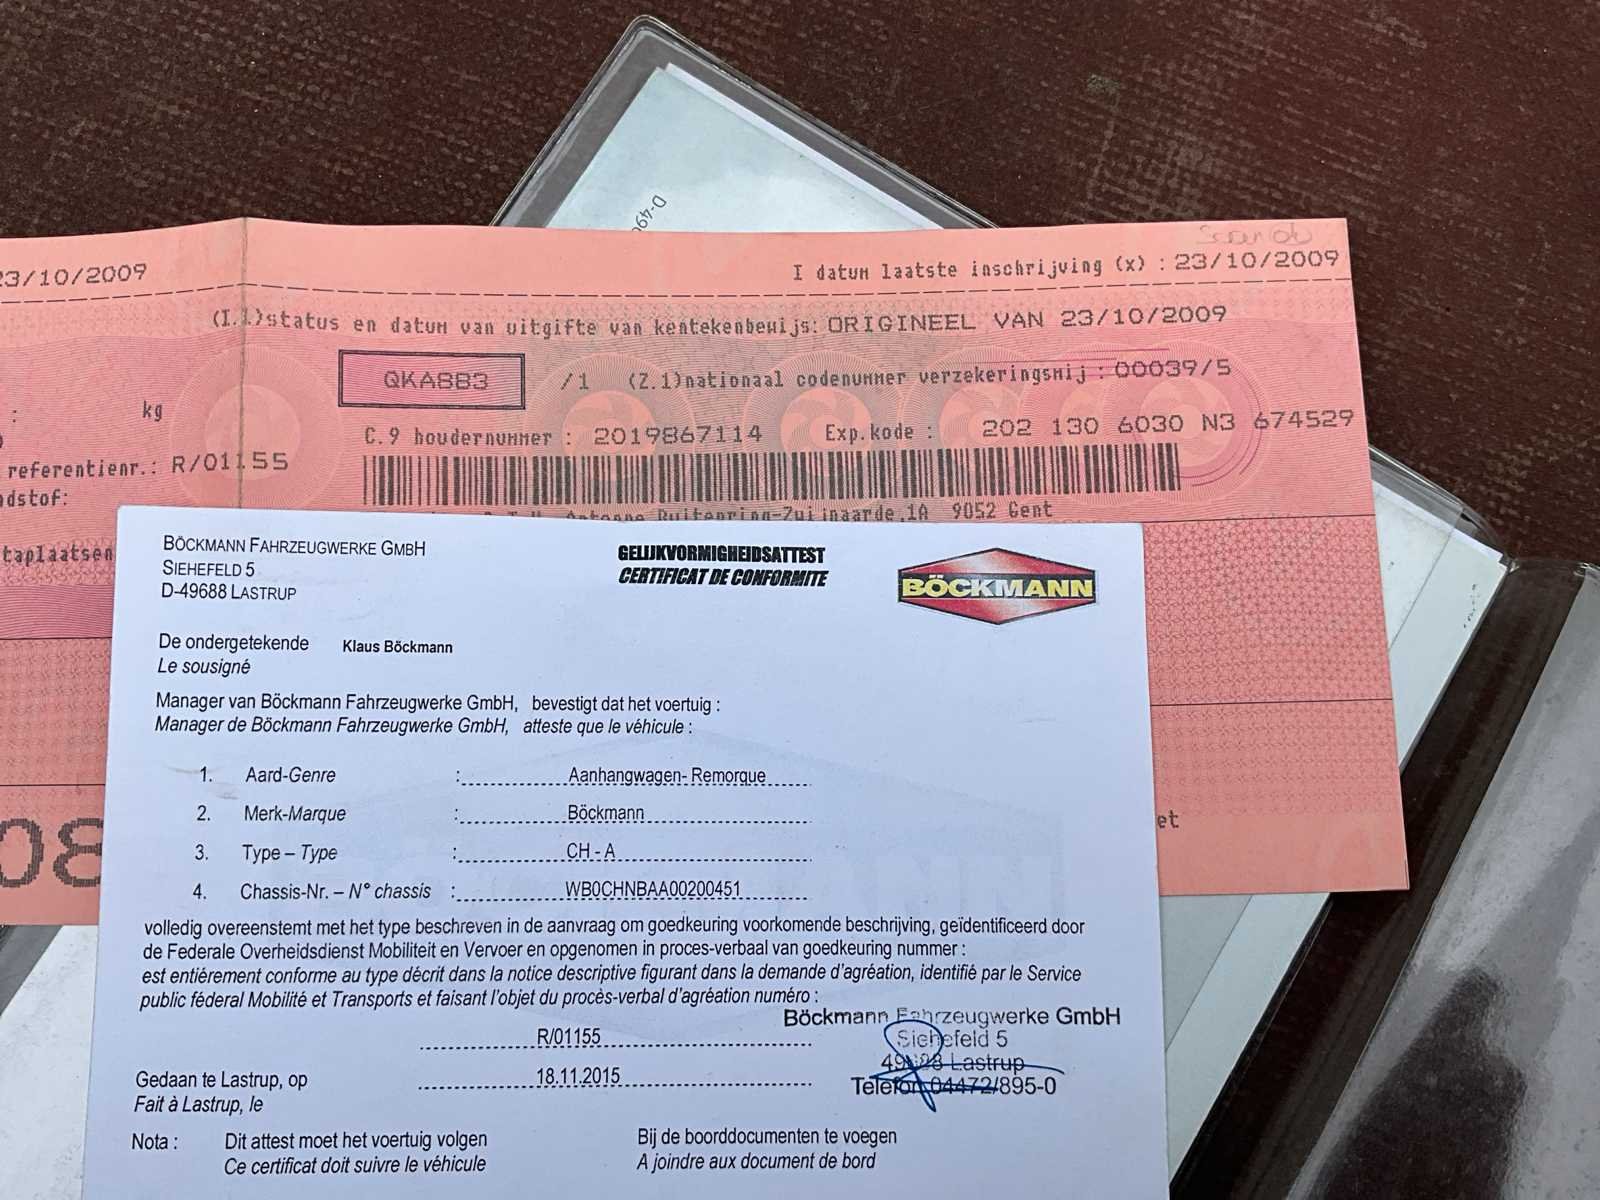 D-490
23/10/2009
I datum laatste inschrijving (x) : 23/10/2009
(I.1)status en datum van uitgifte van kentekenbewijs: ORIGINEEL VAN 23/10/2009
QKA883 /1 (Z.1)nationaal codenummer verzekeringsmij : 00039/5
: kg
C.9 houdernummer : 2019867114 Exp.kode : 202 130 6030 N3 674529
referentienr.: R/01155
dstof:
Buitenring-Zwijnaarde,1A 9052 Gent
taplaatsen
BÖCKMANN FAHRZEUGWERKE GMBH
SIEHEFELD 5
D-49688 LASTRUP
GELIJKVORMIGHEIDSATTEST
CERTIFICAT DE CONFORMITE
BÖCKMANN
De ondergetekende Klaus Böckmann
Le sousigné
Manager van Böckmann Fahrzeugwerke GmbH, bevestigt dat het voertuig :
Manager de Böckmann Fahrzeugwerke GmbH, atteste que le véhicule :
1. Aard-Genre : Aanhangwagen- Remorque
2. Merk-Marque : Böckmann
3. Type – Type : CH - A
4. Chassis-Nr. – N° chassis : WB0CHNBAA00200451
et
08
volledig overeenstemt met het type beschreven in de aanvraag om goedkeuring voorkomende beschrijving, geïdentificeerd door
de Federale Overheidsdienst Mobiliteit en Vervoer en opgenomen in proces-verbaal van goedkeuring nummer :
est entiérement conforme au type décrit dans la notice descriptive figurant dans la demande d'agréation, identifié par le Service
public féderal Mobilité et Transports et faisant l'objet du procès-verbal d'agréation numéro :
R/01155
Böckmann Fahrzeugwerke GmbH
Siehefeld 5
49688 Lastrup
Telefon 04472/895-0
Gedaan te Lastrup, op 18.11.2015
Fait à Lastrup, le
Nota : Dit attest moet het voertuig volgen Bij de boorddocumenten te voegen
Ce certificat doit suivre le véhicule A joindre aux document de bord